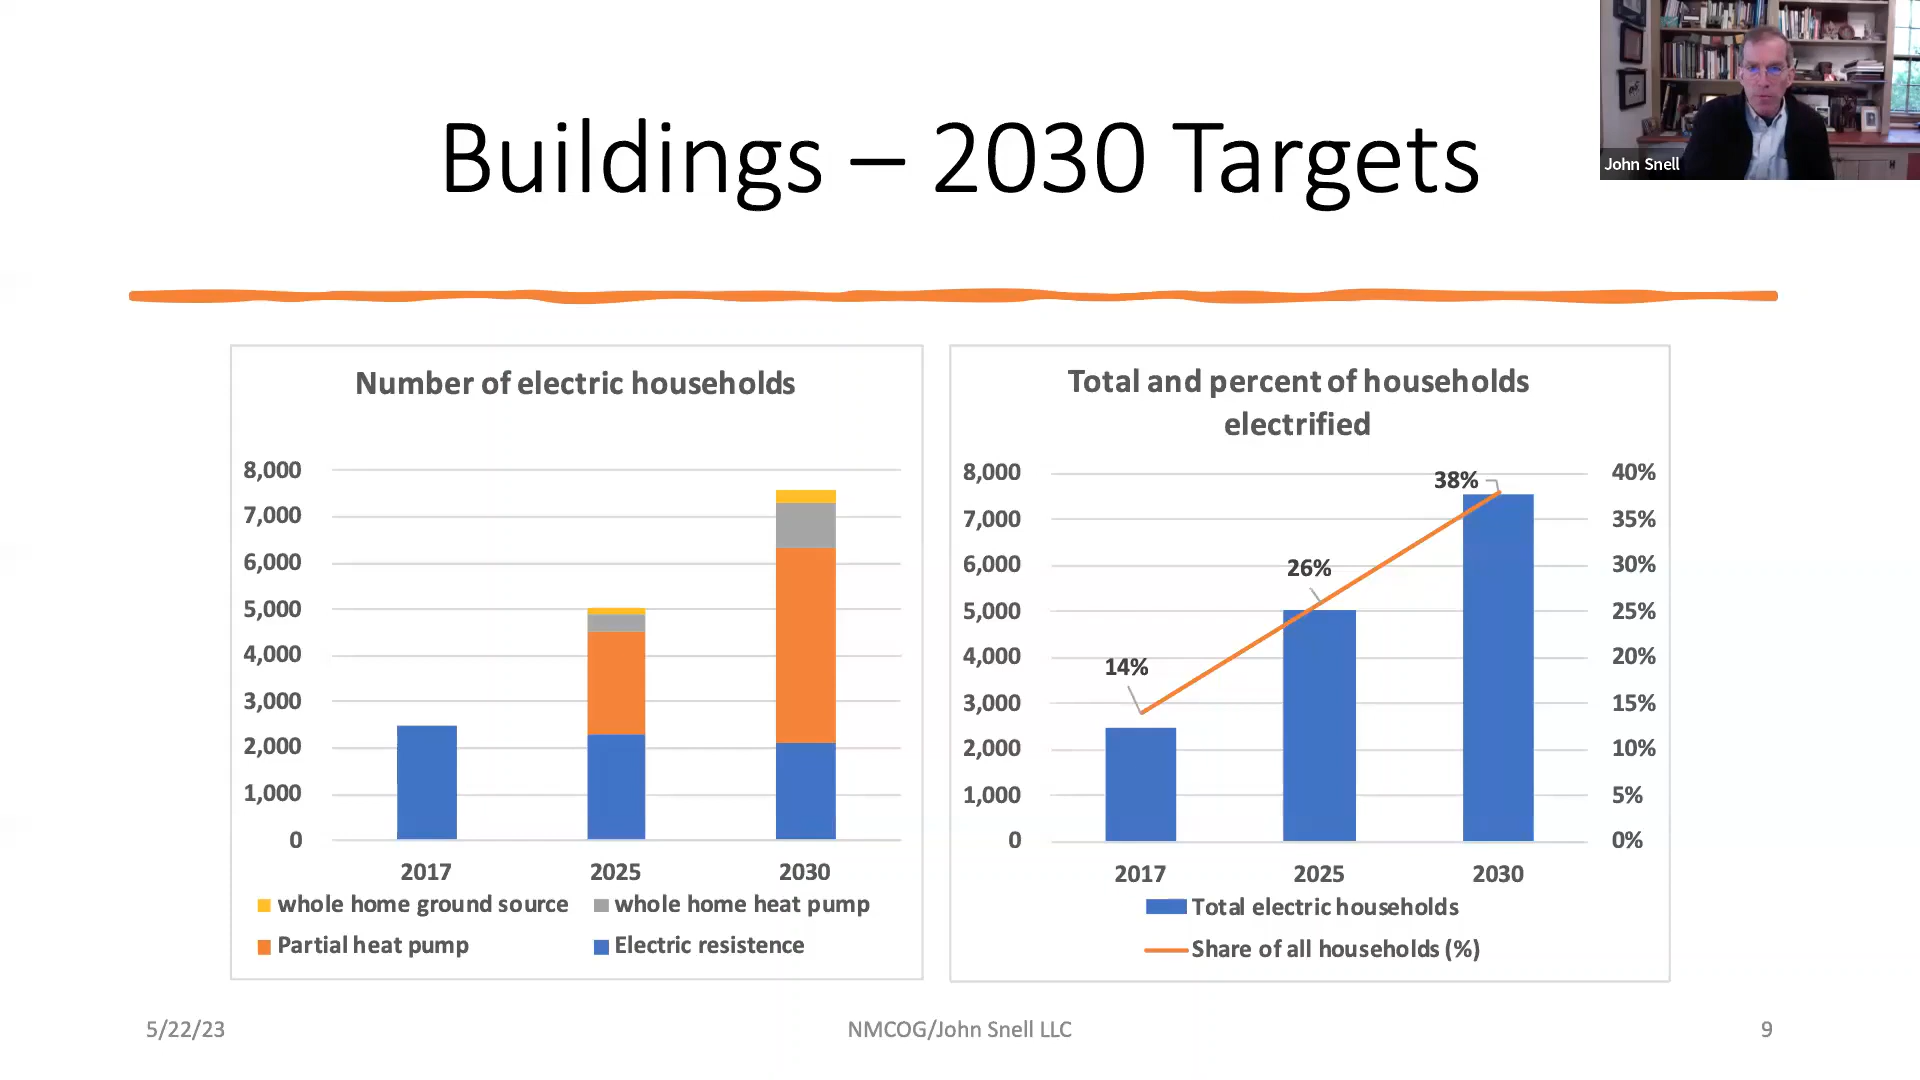 Buildings – 2030 Targets
John Snell
Number of electric households
8,000
7,000
6,000
5,000
4,000
3,000
2,000
1,000
0
2017 2025 2030
whole home ground source whole home heat pump
Partial heat pump Electric resistence
Total and percent of households
electrified
8,000 40%
7,000 35%
6,000 30%
5,000 25%
4,000 20%
3,000 15%
2,000 10%
1,000 5%
0 0%
38%
26%
14%
2017 2025 2030
Total electric households
Share of all households (%)
5/22/23 NMCOG/John Snell LLC 9